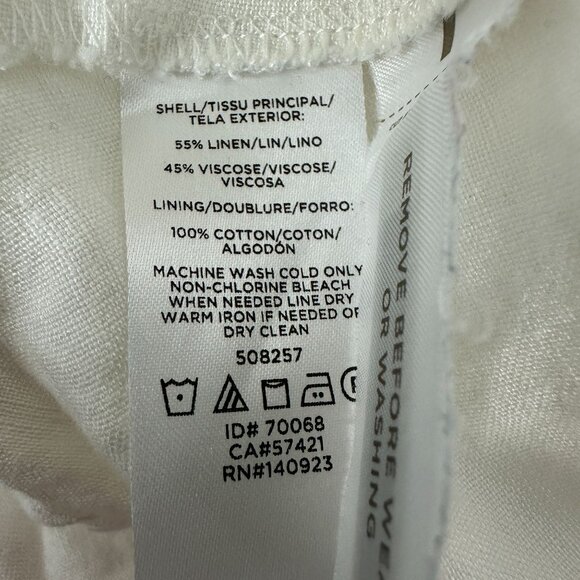 SHELL/TISSU PRINCIPAL/
TELA EXTERIOR:
55% LINEN/LIN/LINO
45% VISCOSE/VISCOSE/
VISCOSA
LINING/DOUBLURE/FORRO:
100% COTTON/COTON/
ALGODÓN
MACHINE WASH COLD ONLY
NON-CHLORINE BLEACH
WHEN NEEDED LINE DRY
WARM IRON IF NEEDED OR
DRY CLEAN
508257
P
ID# 70068
CA#57421
RN#140923
REMOVE BEFORE WEA
OR WASHING